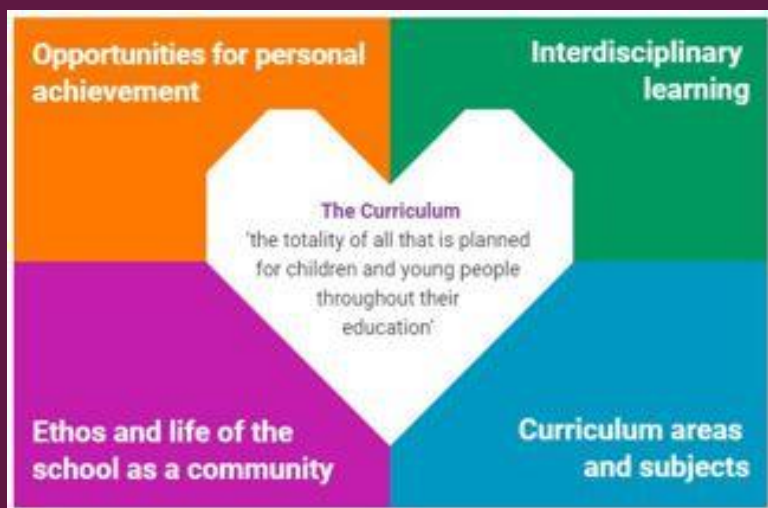 Opportunities for personal
achievement
Interdisciplinary
learning
The Curriculum
'the totality of all that is planned
for children and young people
throughout their
education'
Ethos and life of the
school as a community
Curriculum areas
and subjects